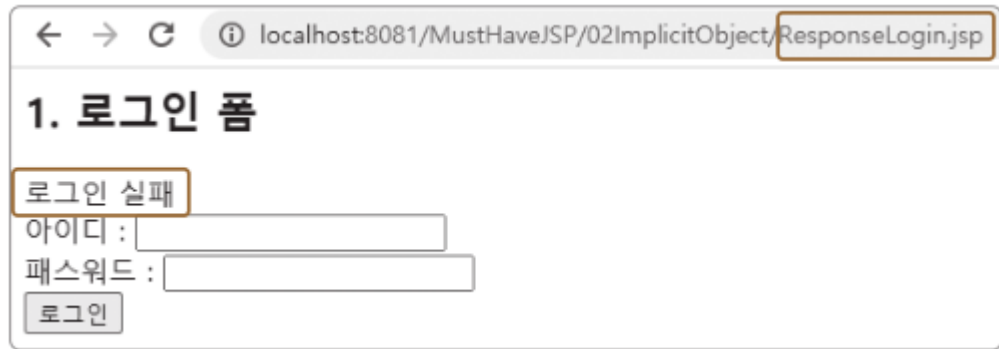 localhost:8081/MustHaveJSP/02ImplicitObject/ResponseLogin.jsp
1. 로그인 폼
로그인 실패
아이디 :
패스워드 :
로그인